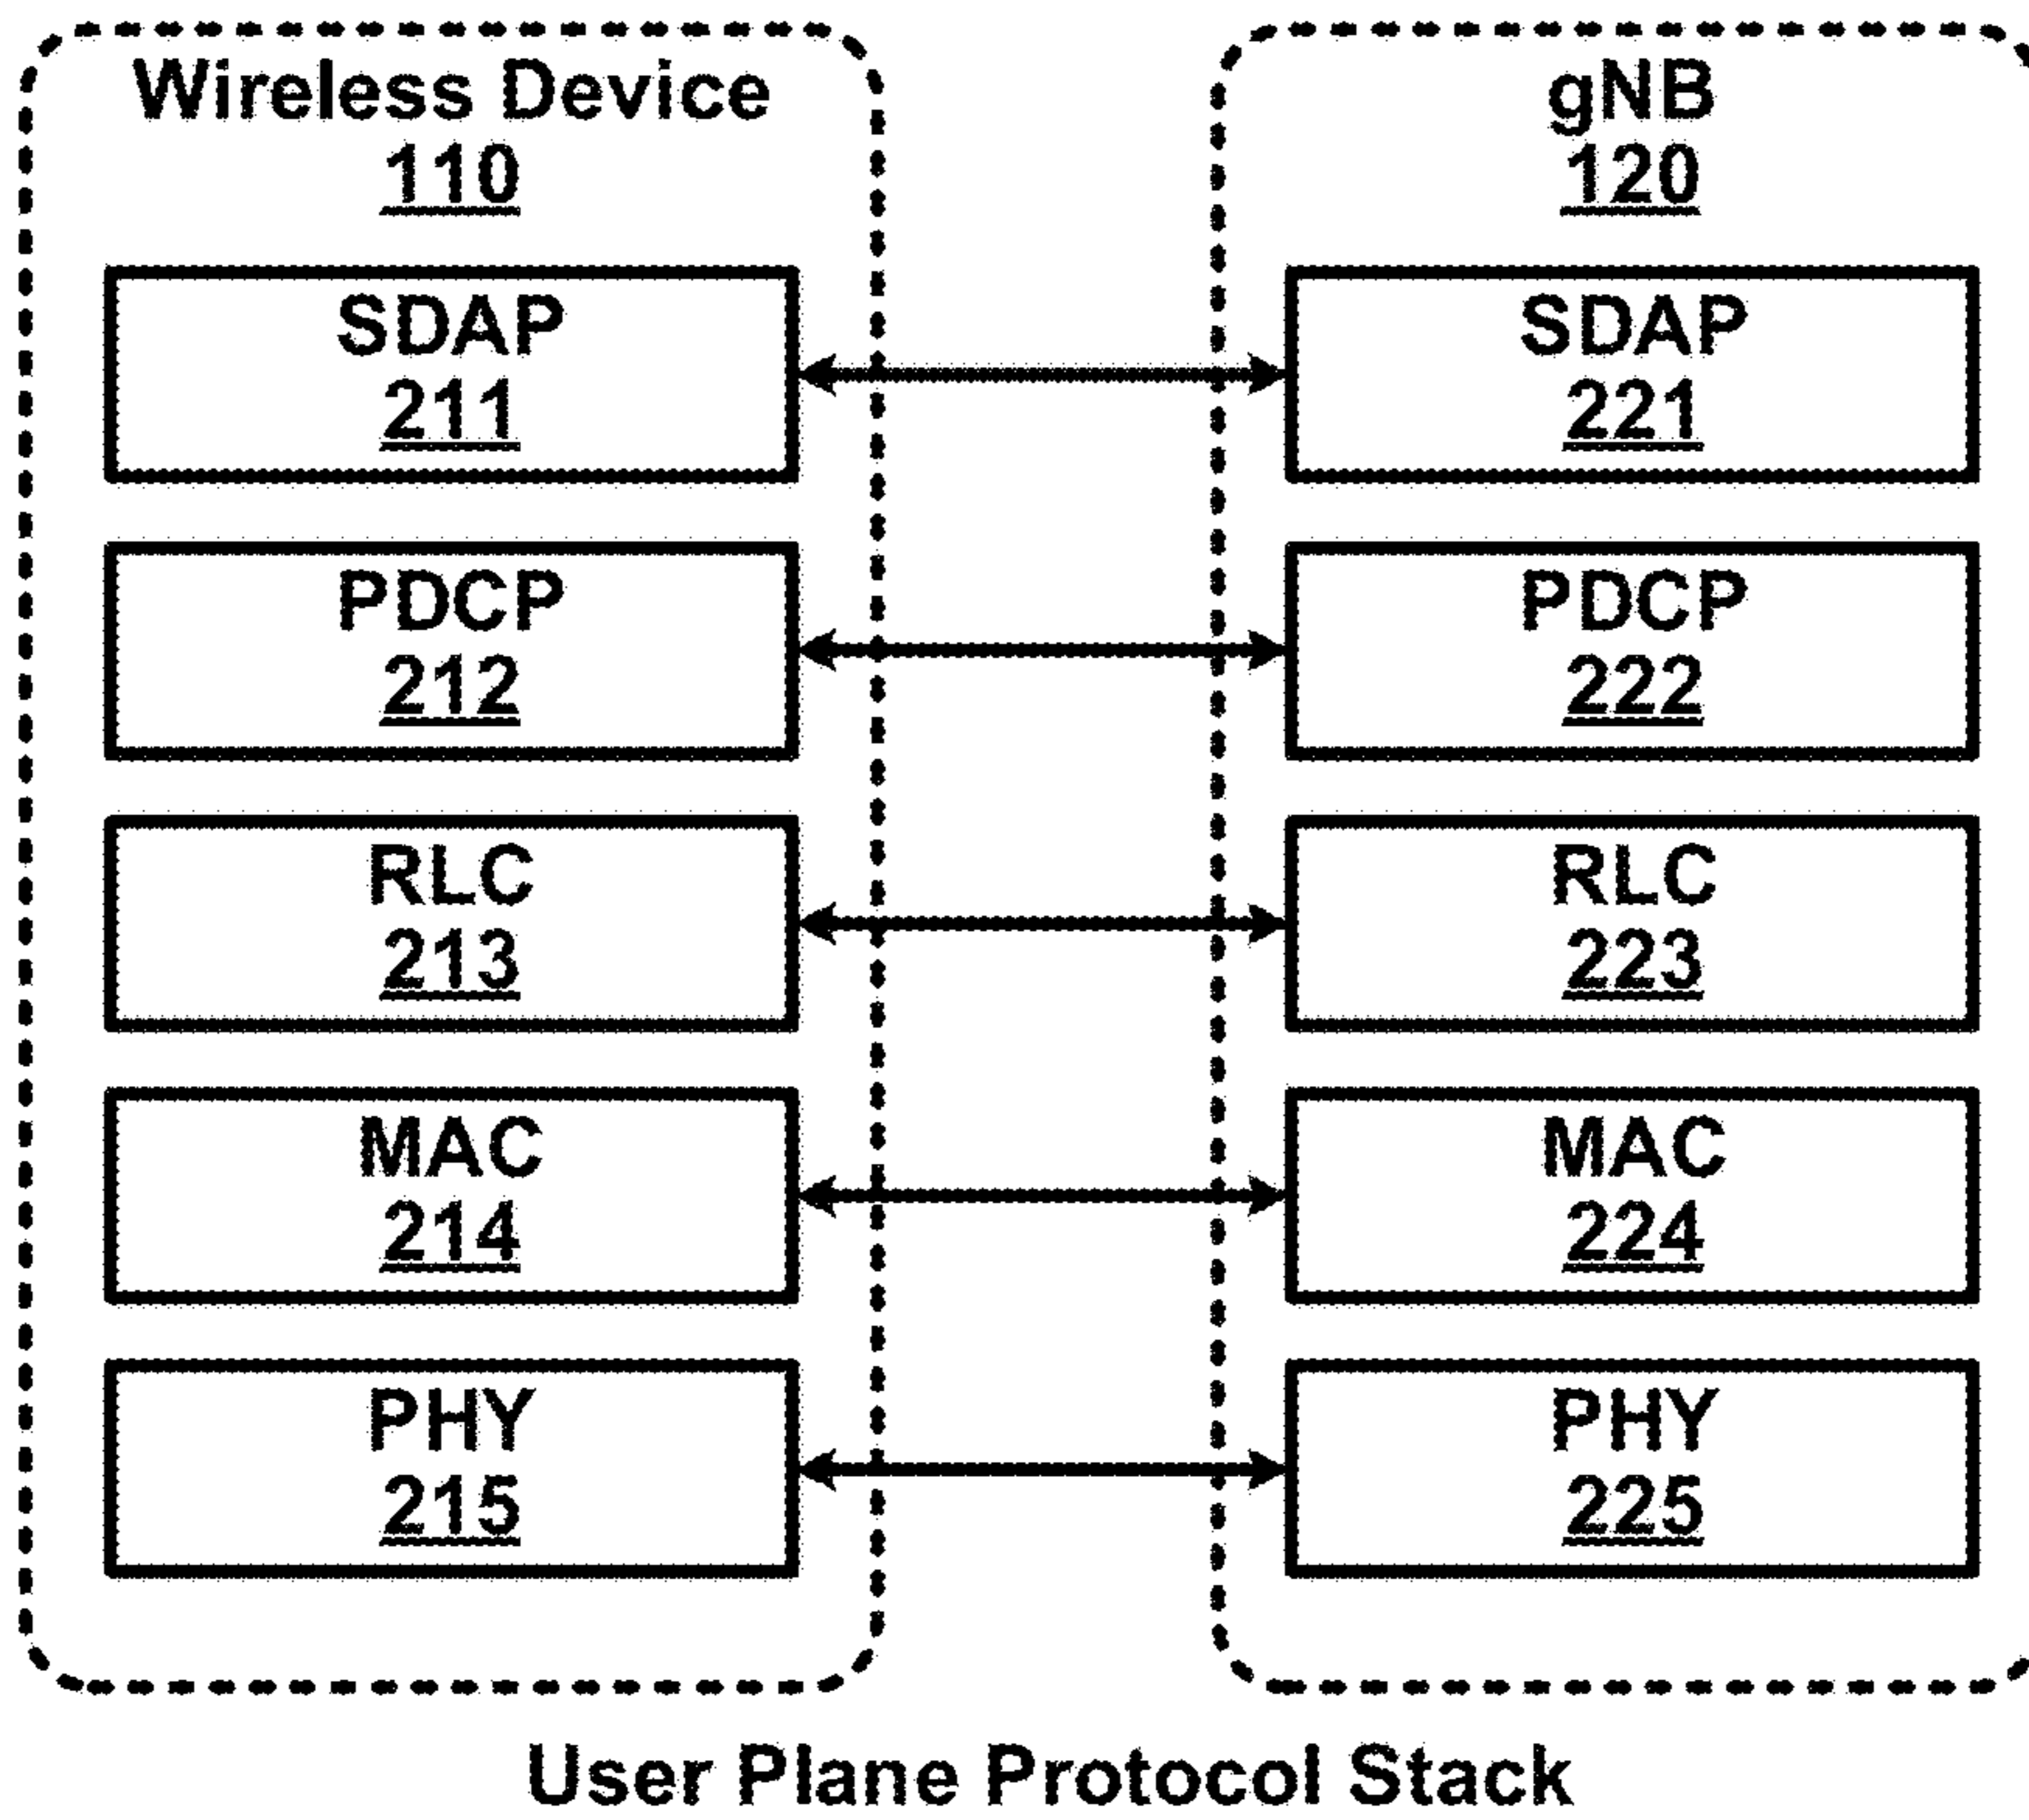 Wireless Device
110
gNB
120
SDAP
211
SDAP
221
PDCP
212
PDCP
222
RLC
213
RLC
223
MAC
214
MAC
224
PHY
215
PHY
225
User Plane Protocol Stack